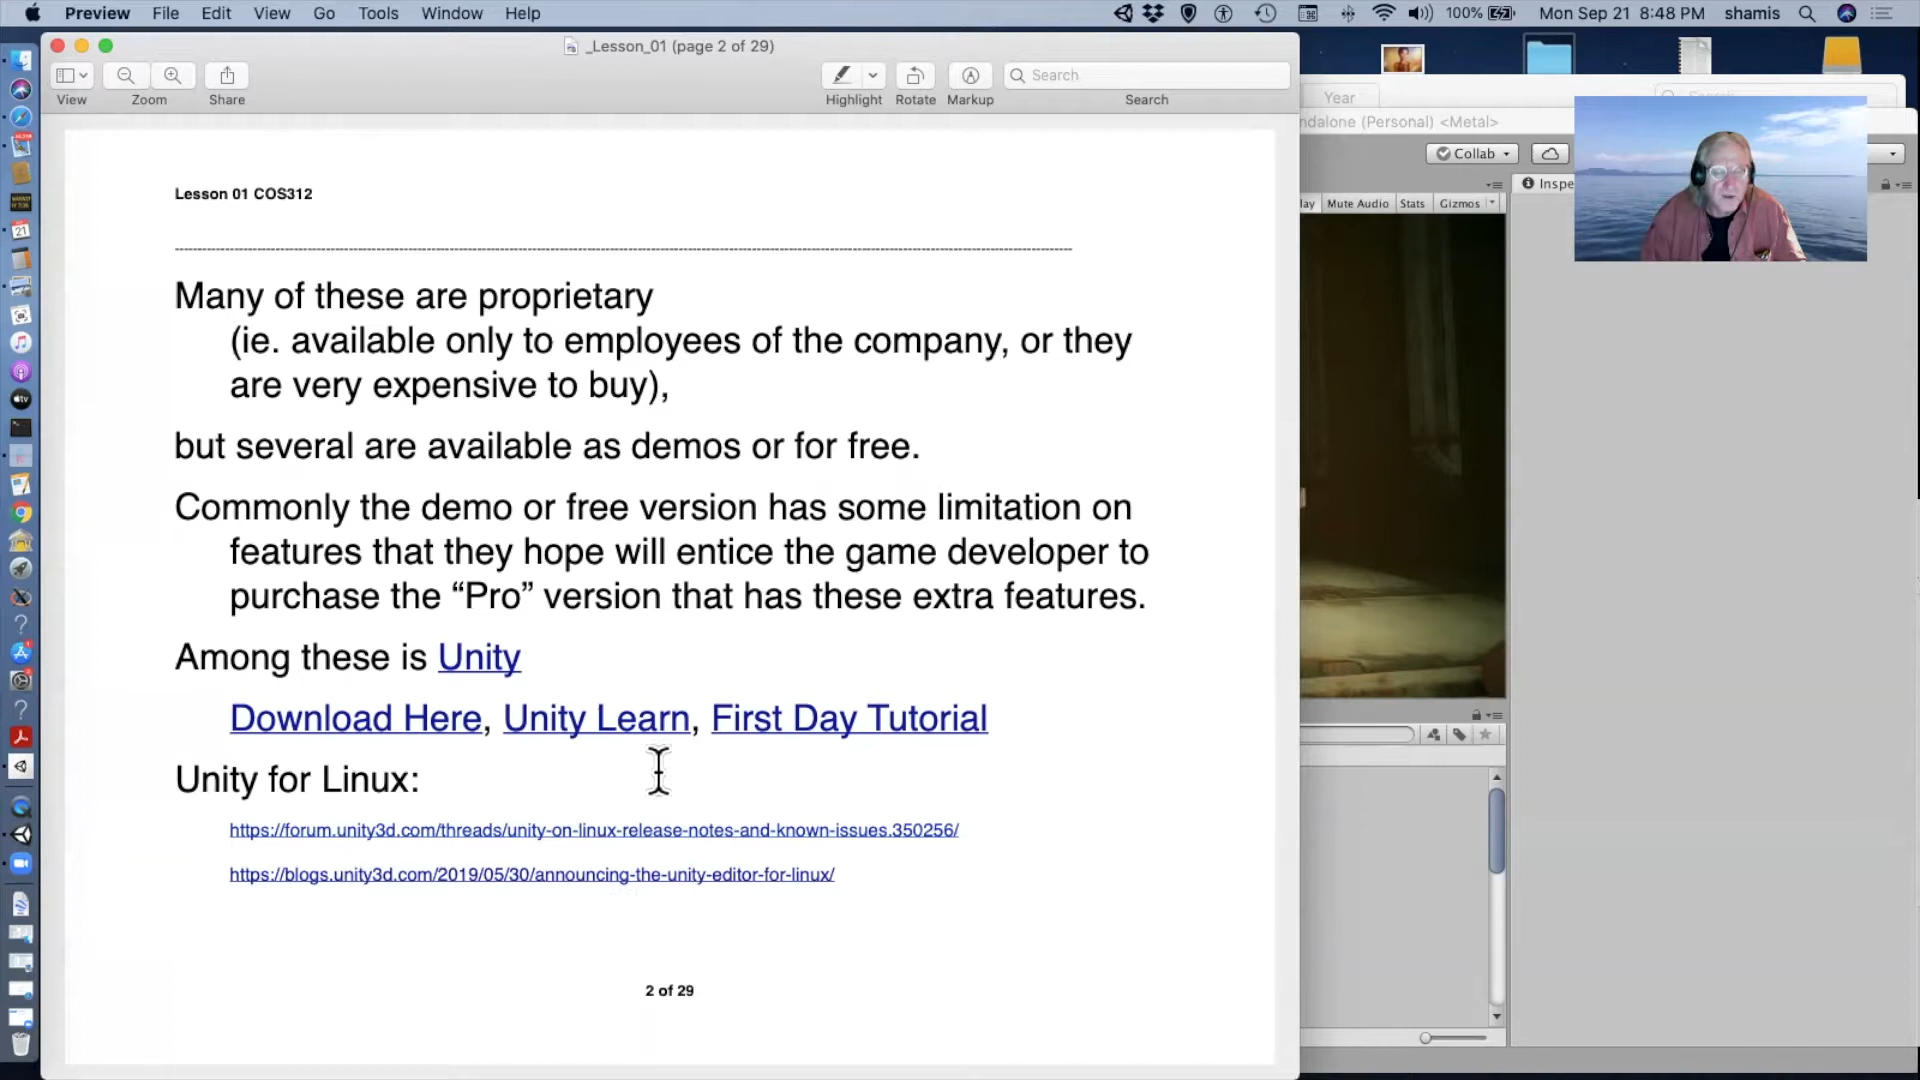 Preview File Edit View Go Tools Window Help 100% Mon Sep 21 8:48 PM shamis
_Lesson_01 (page 2 of 29)
Search
View Zoom Share Highlight Rotate Markup Search
Year
(Personal) <Metal>
Collab
Mute Audio Stats Gizmos
Lesson 01 COS312
Many of these are proprietary
(ie. available only to employees of the company, or they
are very expensive to buy),
but several are available as demos or for free.
Commonly the demo or free version has some limitation on
features that they hope will entice the game developer to
purchase the “Pro” version that has these extra features.
Among these is Unity
Download Here, Unity Learn, First Day Tutorial
Unity for Linux:
https://forum.unity3d.com/threads/unity-on-linux-release-notes-and-known-issues.350256/
https://blogs.unity3d.com/2019/05/30/announcing-the-unity-editor-for-linux/
2 of 29